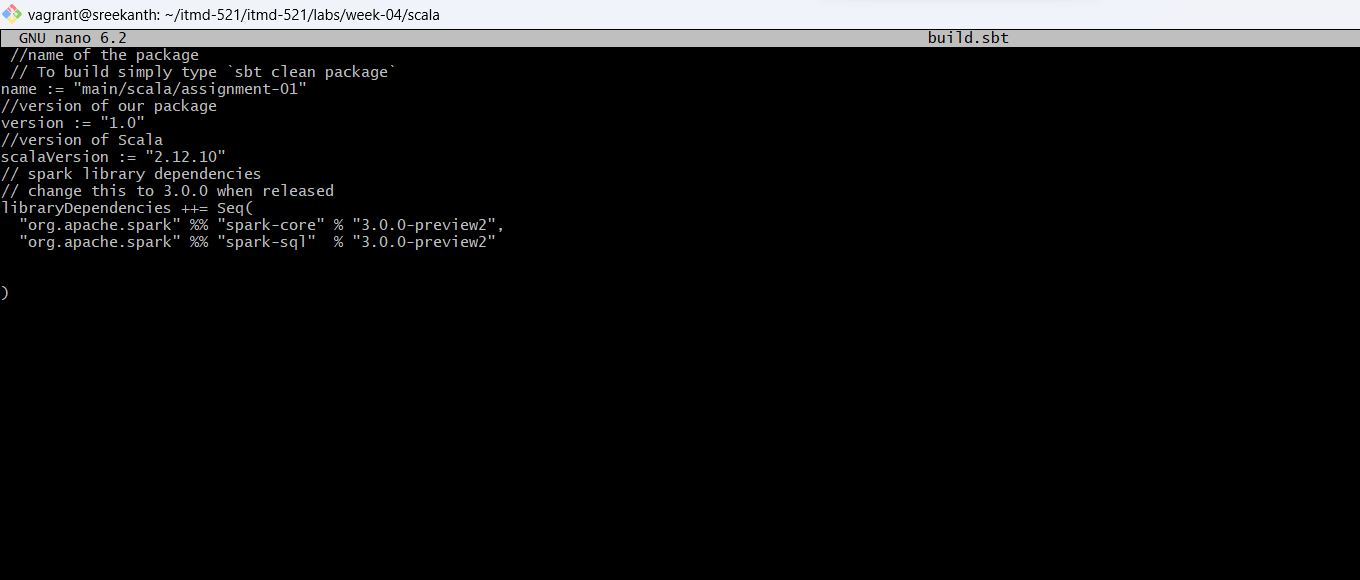 vagrant@sreekanth: ~/itmd-521/itmd-521/labs/week-04/scala
GNU nano 6.2 build.sbt
//name of the package
// To build simply type `sbt clean package`
name := "main/scala/assignment-01"
//version of our package
version := "1.0"
//version of Scala
scalaVersion := "2.12.10"
// spark library dependencies
// change this to 3.0.0 when released
libraryDependencies ++= Seq(
"org.apache.spark" %% "spark-core" % "3.0.0-preview2",
"org.apache.spark" %% "spark-sql"  % "3.0.0-preview2"
)